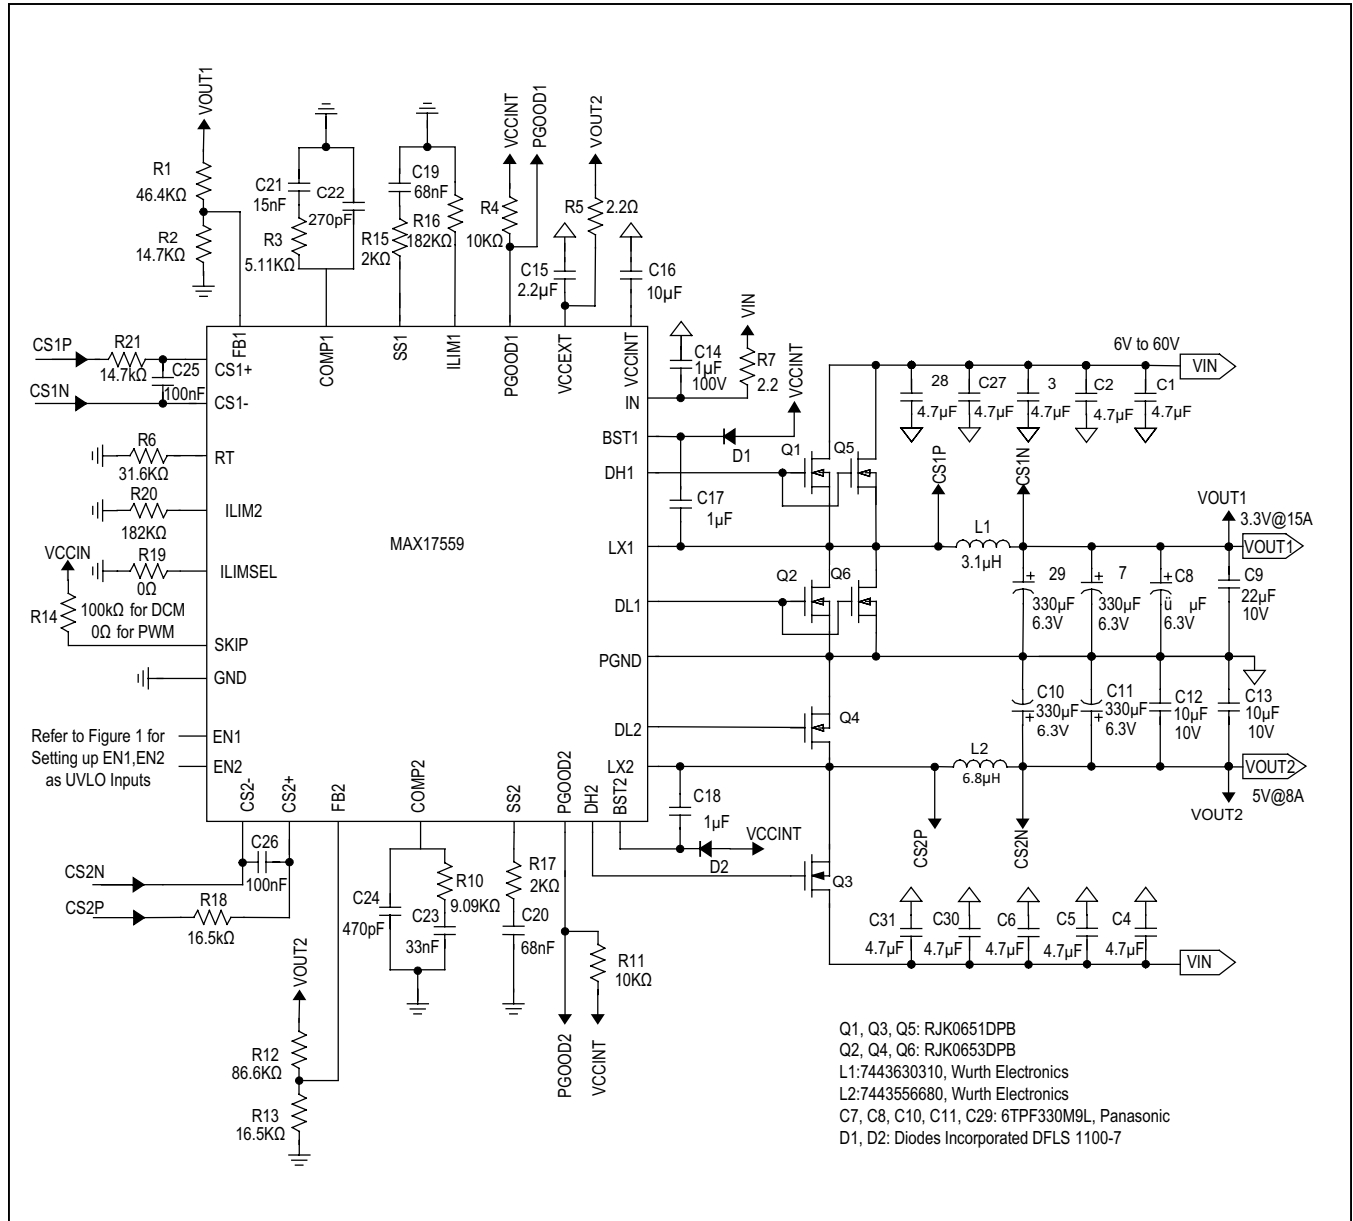 VOUT1
R1
46.4KΩ
R2
14.7KΩ
C21
15nF
C22
270pF
R3
5.11KΩ
C19
68nF
R15
2KΩ
R16
182KΩ
VCCINT
PGOOD1
R4
10KΩ
VOUT2
R5
2.2Ω
C15
2.2µF
C16
10µF
CS1P
R21
14.7kΩ
C25
100nF
CS1N
FB1
COMP1
SS1
ILIM1
PGOOD1
VCCEXT
VCCINT
CS1+
CS1-
RT
ILIM2
ILIMSEL
SKIP
GND
EN1
EN2
MAX17559
IN
BST1
DH1
LX1
DL1
PGND
DL2
LX2
CS2-
CS2+
FB2
COMP2
SS2
PGOOD2
DH2
BST2
R6
31.6KΩ
R20
182KΩ
VCCIN
R19
0Ω
R14
100kΩ for DCM
0Ω for PWM
Refer to Figure 1 for
Setting up EN1,EN2
as UVLO Inputs
C14
1µF
100V
VIN
R7
2.2
VCCINT
D1
C17
1µF
Q1
Q5
Q2
Q6
Q4
Q3
6V to 60V
VIN
28
4.7µF
C27
4.7µF
3
4.7µF
C2
4.7µF
C1
4.7µF
CS1P
CS1N
L1
3.1µH
VOUT1
3.3V@15A
VOUT1
29
330µF
6.3V
7
330µF
6.3V
C8
ü µF
6.3V
C9
22µF
10V
C10
330µF
6.3V
C11
330µF
6.3V
C12
10µF
10V
C13
10µF
10V
L2
6.8µH
VOUT2
5V@8A
VOUT2
CS2P
CS2N
C18
1µF
VCCINT
D2
C31
4.7µF
C30
4.7µF
C6
4.7µF
C5
4.7µF
C4
4.7µF
VIN
CS2N
CS2P
C26
100nF
R18
16.5kΩ
VOUT2
R12
86.6KΩ
R13
16.5KΩ
C24
470pF
R10
9.09KΩ
C23
33nF
R17
2KΩ
C20
68nF
R11
10KΩ
PGOOD2
VCCINT
Q1, Q3, Q5: RJK0651DPB
Q2, Q4, Q6: RJK0653DPB
L1:7443630310, Wurth Electronics
L2:7443556680, Wurth Electronics
C7, C8, C10, C11, C29: 6TPF330M9L, Panasonic
D1, D2: Diodes Incorporated DFLS 1100-7